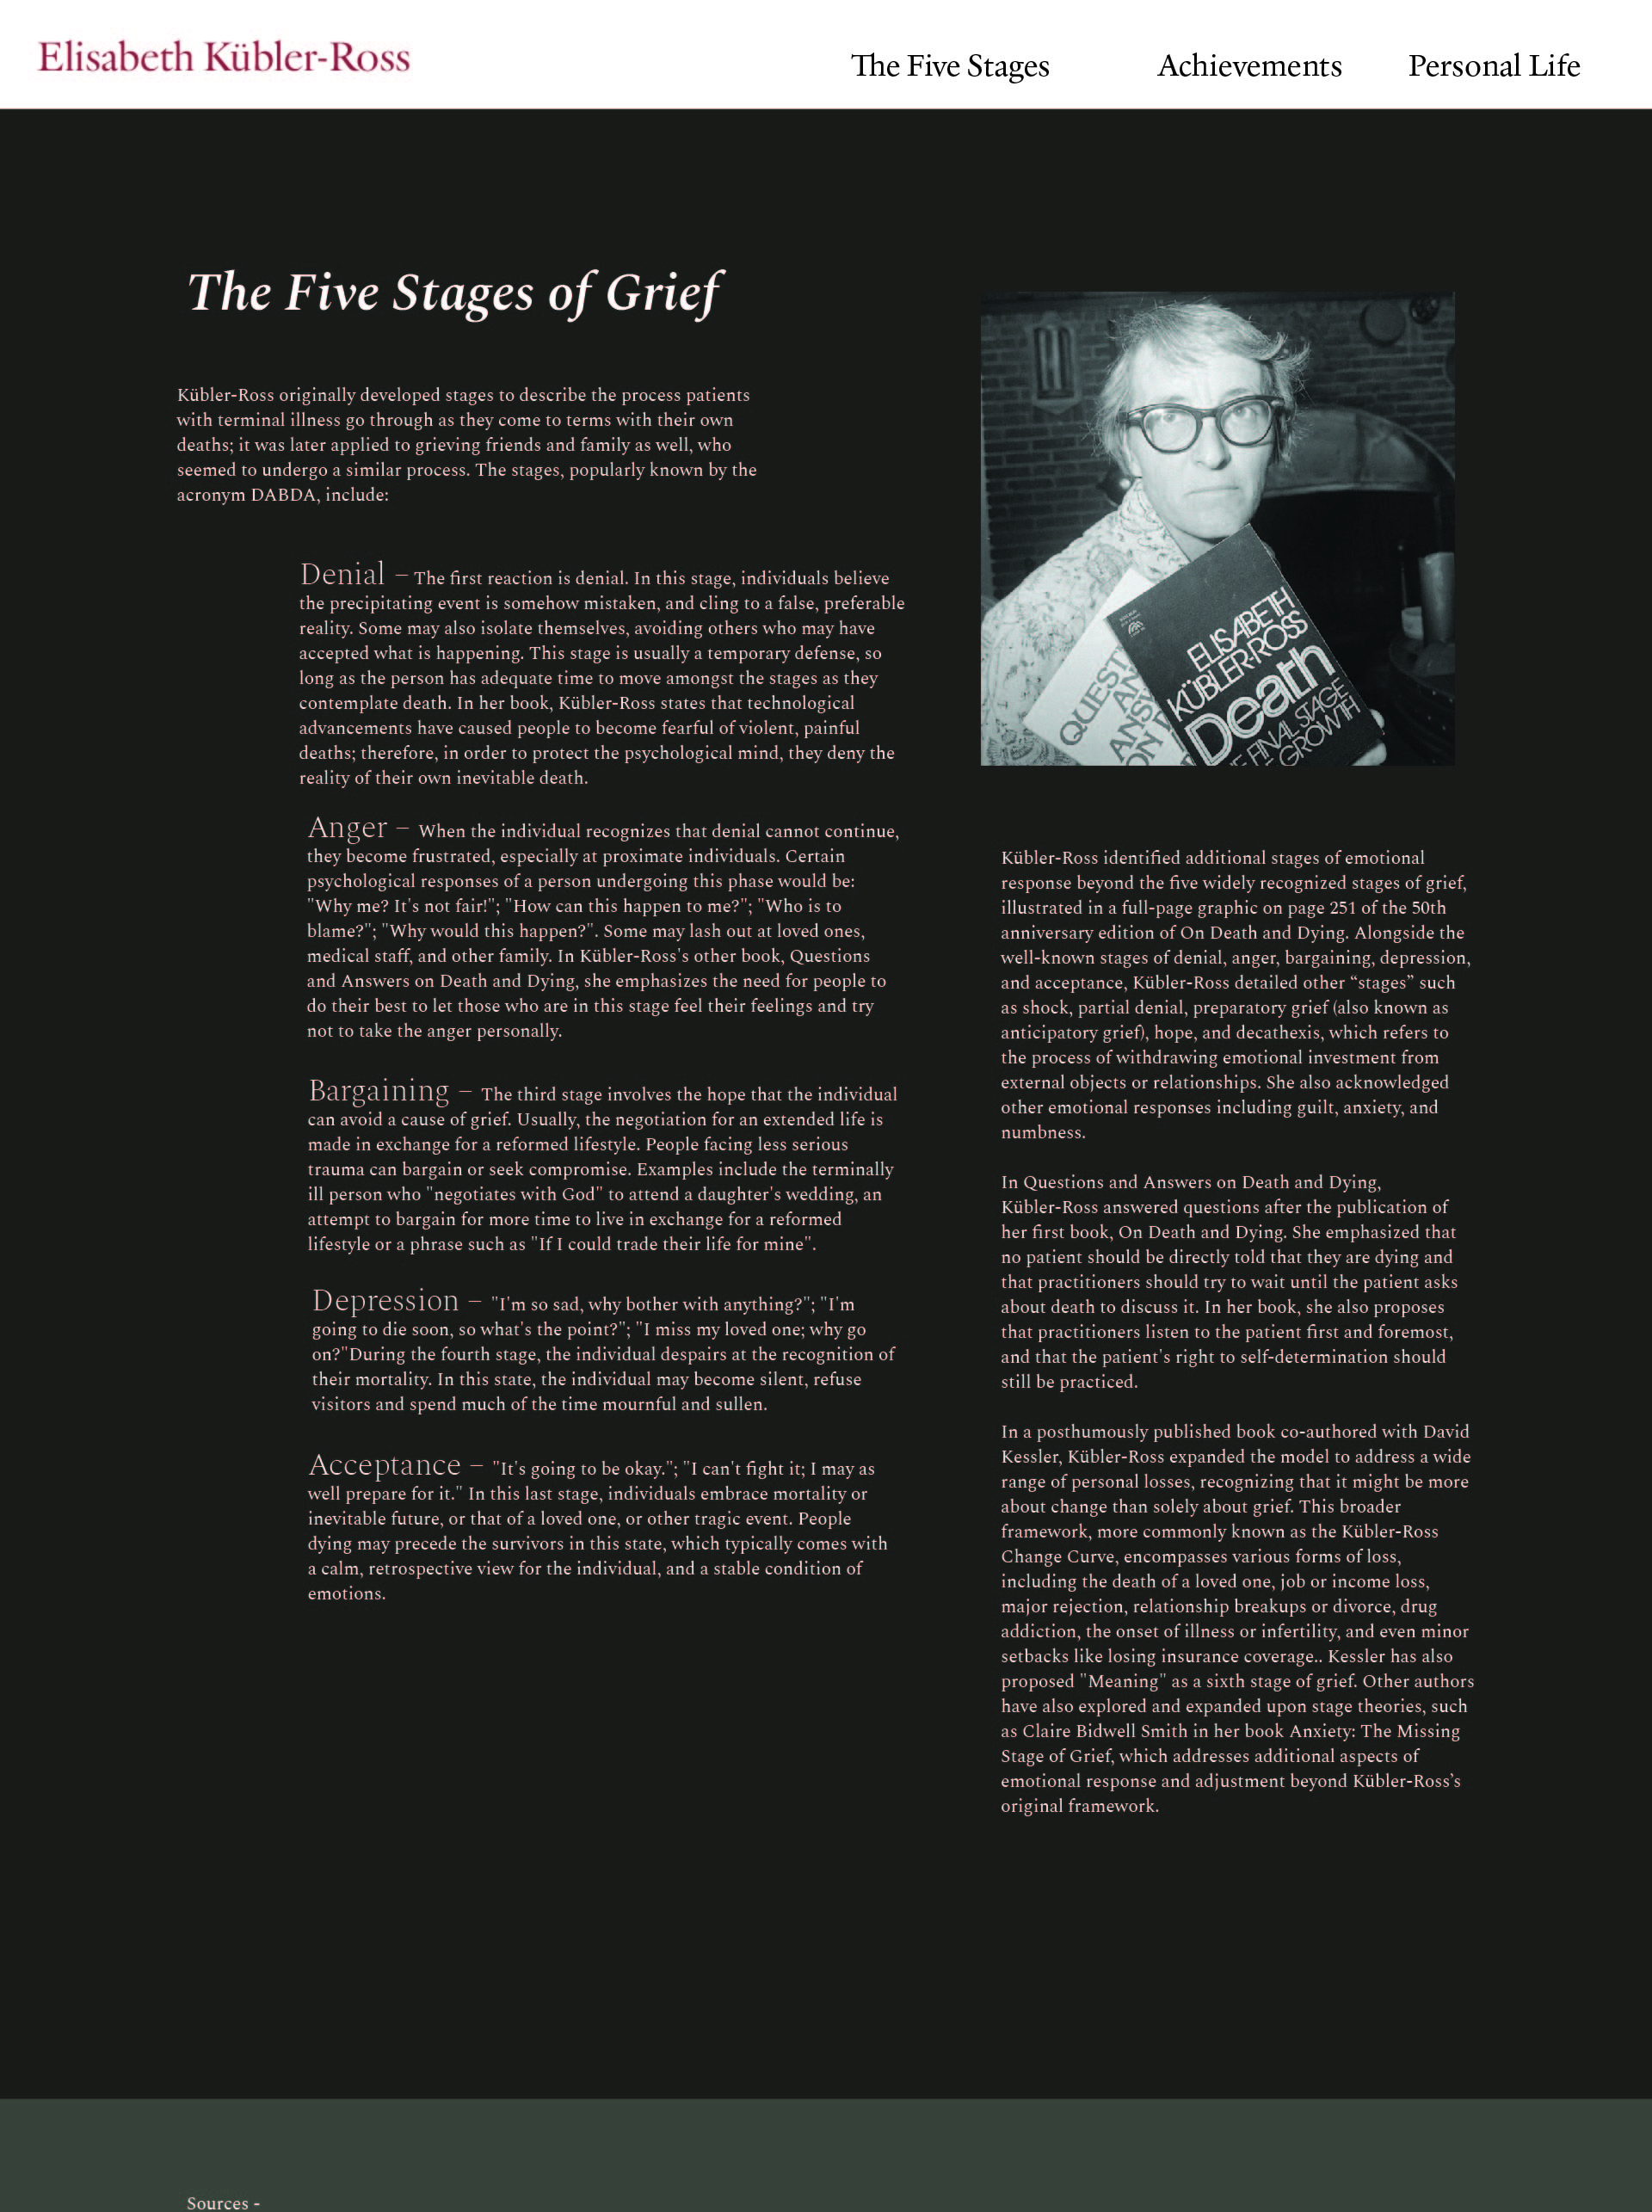 Elisabeth Kübler-Ross
The Five Stages
Achievements
Personal Life
The Five Stages of Grief
Kübler-Ross originally developed stages to describe the process patients
with terminal illness go through as they come to terms with their own
deaths; it was later applied to grieving friends and family as well, who
seemed to undergo a similar process. The stages, popularly known by the
acronym DABDA, include:
Denial – The first reaction is denial. In this stage, individuals believe
the precipitating event is somehow mistaken, and cling to a false, preferable
reality. Some may also isolate themselves, avoiding others who may have
accepted what is happening. This stage is usually a temporary defense, so
long as the person has adequate time to move amongst the stages as they
contemplate death. In her book, Kübler-Ross states that technological
advancements have caused people to become fearful of violent, painful
deaths; therefore, in order to protect the psychological mind, they deny the
reality of their own inevitable death.
Anger – When the individual recognizes that denial cannot continue,
they become frustrated, especially at proximate individuals. Certain
psychological responses of a person undergoing this phase would be:
"Why me? It's not fair!"; "How can this happen to me?"; "Who is to
blame?"; "Why would this happen?". Some may lash out at loved ones,
medical staff, and other family. In Kübler-Ross's other book, Questions
and Answers on Death and Dying, she emphasizes the need for people to
do their best to let those who are in this stage feel their feelings and try
not to take the anger personally.
Bargaining – The third stage involves the hope that the individual
can avoid a cause of grief. Usually, the negotiation for an extended life is
made in exchange for a reformed lifestyle. People facing less serious
trauma can bargain or seek compromise. Examples include the terminally
ill person who "negotiates with God" to attend a daughter's wedding, an
attempt to bargain for more time to live in exchange for a reformed
lifestyle or a phrase such as "If I could trade their life for mine".
Depression – "I'm so sad, why bother with anything?"; "I'm
going to die soon, so what's the point?"; "I miss my loved one; why go
on?"During the fourth stage, the individual despairs at the recognition of
their mortality. In this state, the individual may become silent, refuse
visitors and spend much of the time mournful and sullen.
Acceptance – "It's going to be okay."; "I can't fight it; I may as
well prepare for it." In this last stage, individuals embrace mortality or
inevitable future, or that of a loved one, or other tragic event. People
dying may precede the survivors in this state, which typically comes with
a calm, retrospective view for the individual, and a stable condition of
emotions.
QUEST
AN
ANS
ON
ELISABETH
KÜBLER-ROSS
Death
FINAL STAGE
GROWTH
Kübler-Ross identified additional stages of emotional
response beyond the five widely recognized stages of grief,
illustrated in a full-page graphic on page 251 of the 50th
anniversary edition of On Death and Dying. Alongside the
well-known stages of denial, anger, bargaining, depression,
and acceptance, Kübler-Ross detailed other “stages” such
as shock, partial denial, preparatory grief (also known as
anticipatory grief), hope, and decathexis, which refers to
the process of withdrawing emotional investment from
external objects or relationships. She also acknowledged
other emotional responses including guilt, anxiety, and
numbness.
In Questions and Answers on Death and Dying,
Kübler-Ross answered questions after the publication of
her first book, On Death and Dying. She emphasized that
no patient should be directly told that they are dying and
that practitioners should try to wait until the patient asks
about death to discuss it. In her book, she also proposes
that practitioners listen to the patient first and foremost,
and that the patient's right to self-determination should
still be practiced.
In a posthumously published book co-authored with David
Kessler, Kübler-Ross expanded the model to address a wide
range of personal losses, recognizing that it might be more
about change than solely about grief. This broader
framework, more commonly known as the Kübler-Ross
Change Curve, encompasses various forms of loss,
including the death of a loved one, job or income loss,
major rejection, relationship breakups or divorce, drug
addiction, the onset of illness or infertility, and even minor
setbacks like losing insurance coverage.. Kessler has also
proposed "Meaning" as a sixth stage of grief. Other authors
have also explored and expanded upon stage theories, such
as Claire Bidwell Smith in her book Anxiety: The Missing
Stage of Grief, which addresses additional aspects of
emotional response and adjustment beyond Kübler-Ross’s
original framework.
Sources -